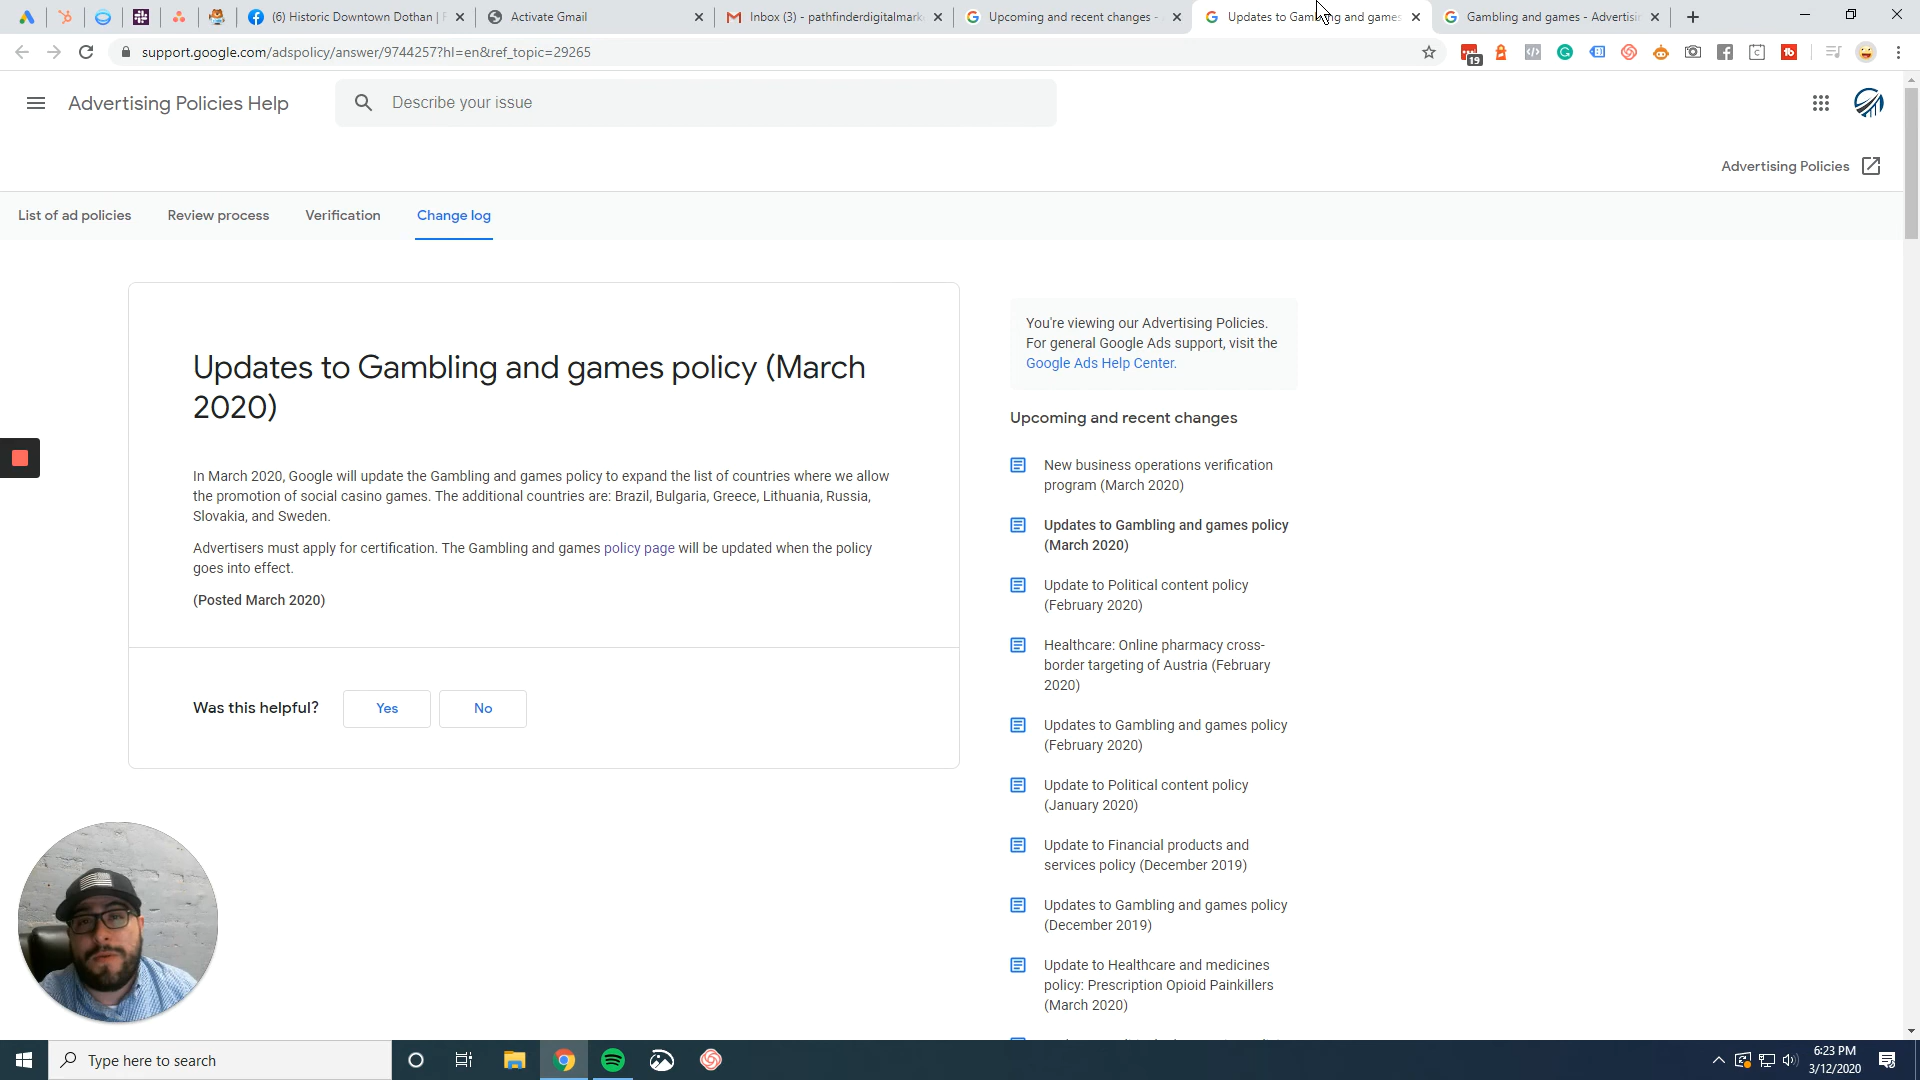 (6) Historic Downtown Dothan | F
Activate Gmail
Inbox (3) - pathfinderdigitalmark
Upcoming and recent changes -
Updates to Gambling and games
Gambling and games - Advertisin
support.google.com/adspolicy/answer/9744257?hl=en&ref_topic=29265
19
Advertising Policies Help
Describe your issue
Advertising Policies
List of ad policies
Review process
Verification
Change log
Updates to Gambling and games policy (March
2020)
In March 2020, Google will update the Gambling and games policy to expand the list of countries where we allow
the promotion of social casino games. The additional countries are: Brazil, Bulgaria, Greece, Lithuania, Russia,
Slovakia, and Sweden.
Advertisers must apply for certification. The Gambling and games policy page will be updated when the policy
goes into effect.
(Posted March 2020)
Was this helpful?
Yes
No
You're viewing our Advertising Policies.
For general Google Ads support, visit the
Google Ads Help Center.
Upcoming and recent changes
New business operations verification
program (March 2020)
Updates to Gambling and games policy
(March 2020)
Update to Political content policy
(February 2020)
Healthcare: Online pharmacy cross-
border targeting of Austria (February
2020)
Updates to Gambling and games policy
(February 2020)
Update to Political content policy
(January 2020)
Update to Financial products and
services policy (December 2019)
Updates to Gambling and games policy
(December 2019)
Update to Healthcare and medicines
policy: Prescription Opioid Painkillers
(March 2020)
Type here to search
6:23 PM
3/12/2020